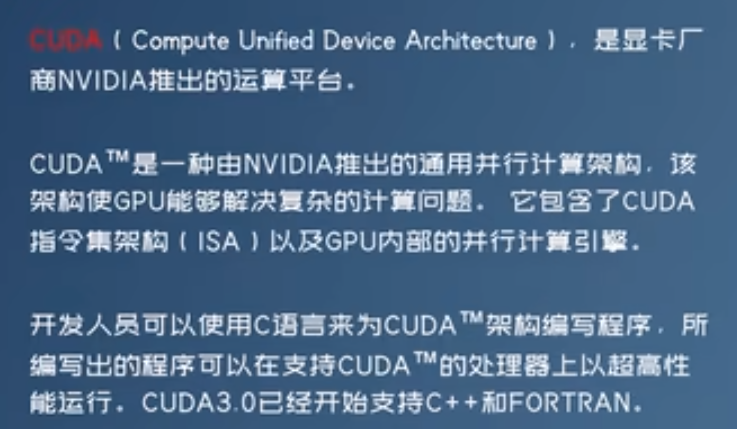 CUDA（Compute Unified Device Architecture），是显卡厂
商NVIDIA推出的运算平台。
CUDA™是一种由NVIDIA推出的通用并行计算架构，该
架构使GPU能够解决复杂的计算问题。 它包含了CUDA
指令集架构（ISA）以及GPU内部的并行计算引擎。
开发人员可以使用C语言来为CUDA™架构编写程序，所
编写出的程序可以在支持CUDA™的处理器上以超高性
能运行。CUDA3.0已经开始支持C++和FORTRAN。